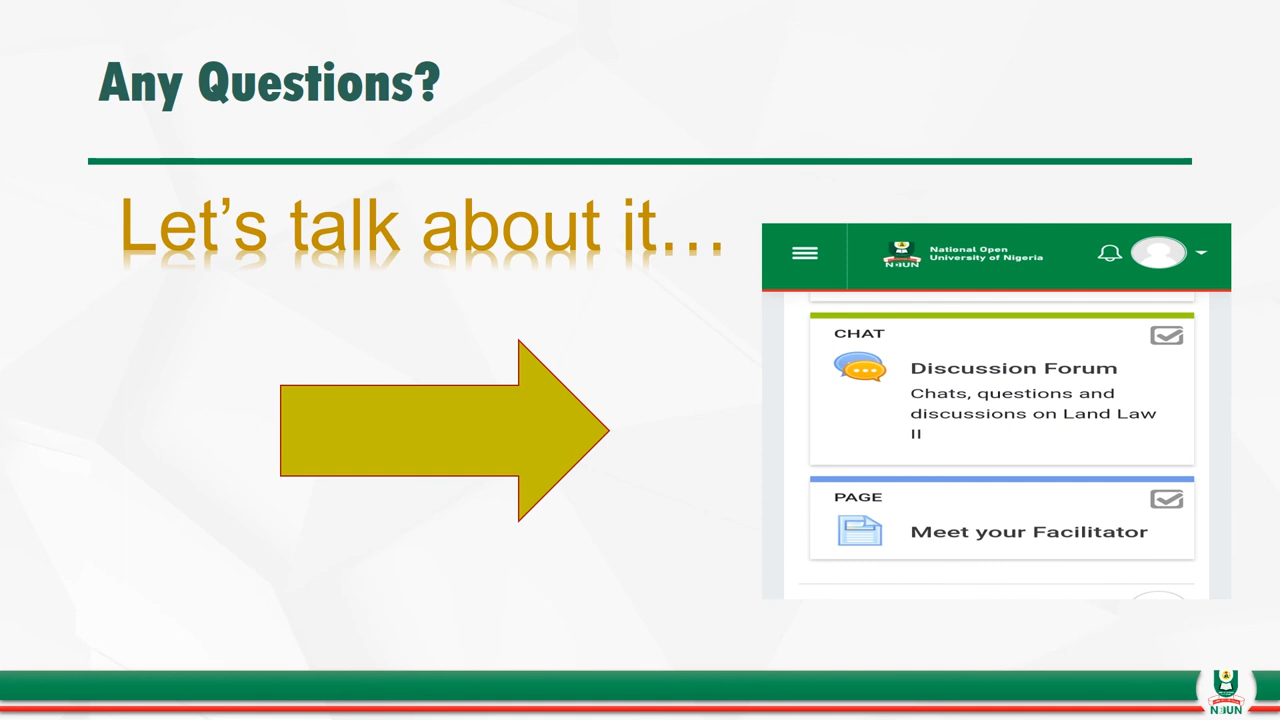 Any Questions?
Let's talk about it...
National Open
University of Nigeria
NOUN
CHAT
Discussion Forum
Chats, questions and
discussions on Land Law
II
PAGE
Meet your Facilitator
NOUN